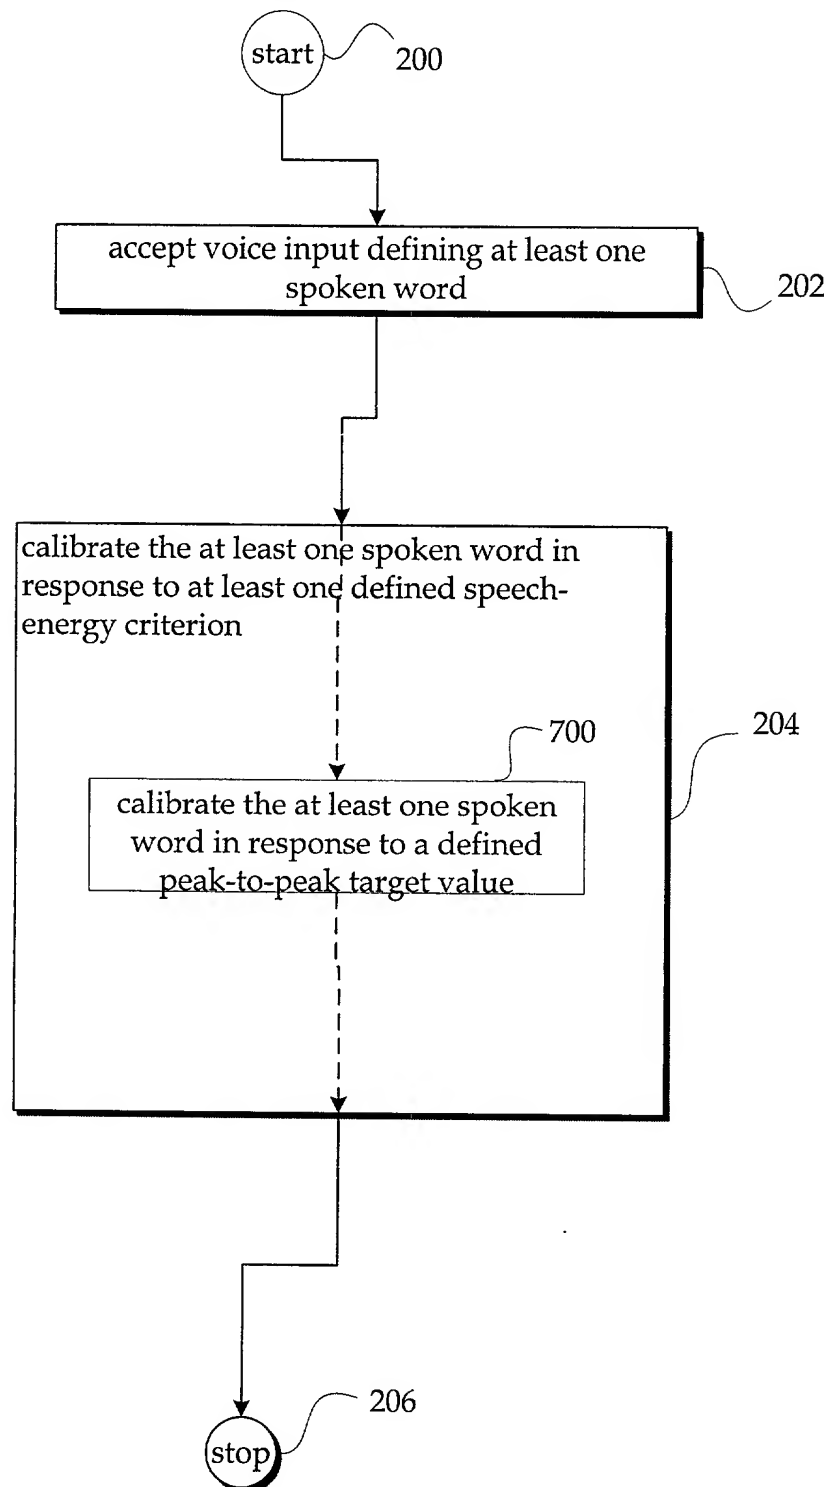 start
200
accept voice input defining at least one
spoken word
202
calibrate the at least one spoken word in
response to at least one defined speech-
energy criterion
204
700
calibrate the at least one spoken
word in response to a defined
peak-to-peak target value
206
stop